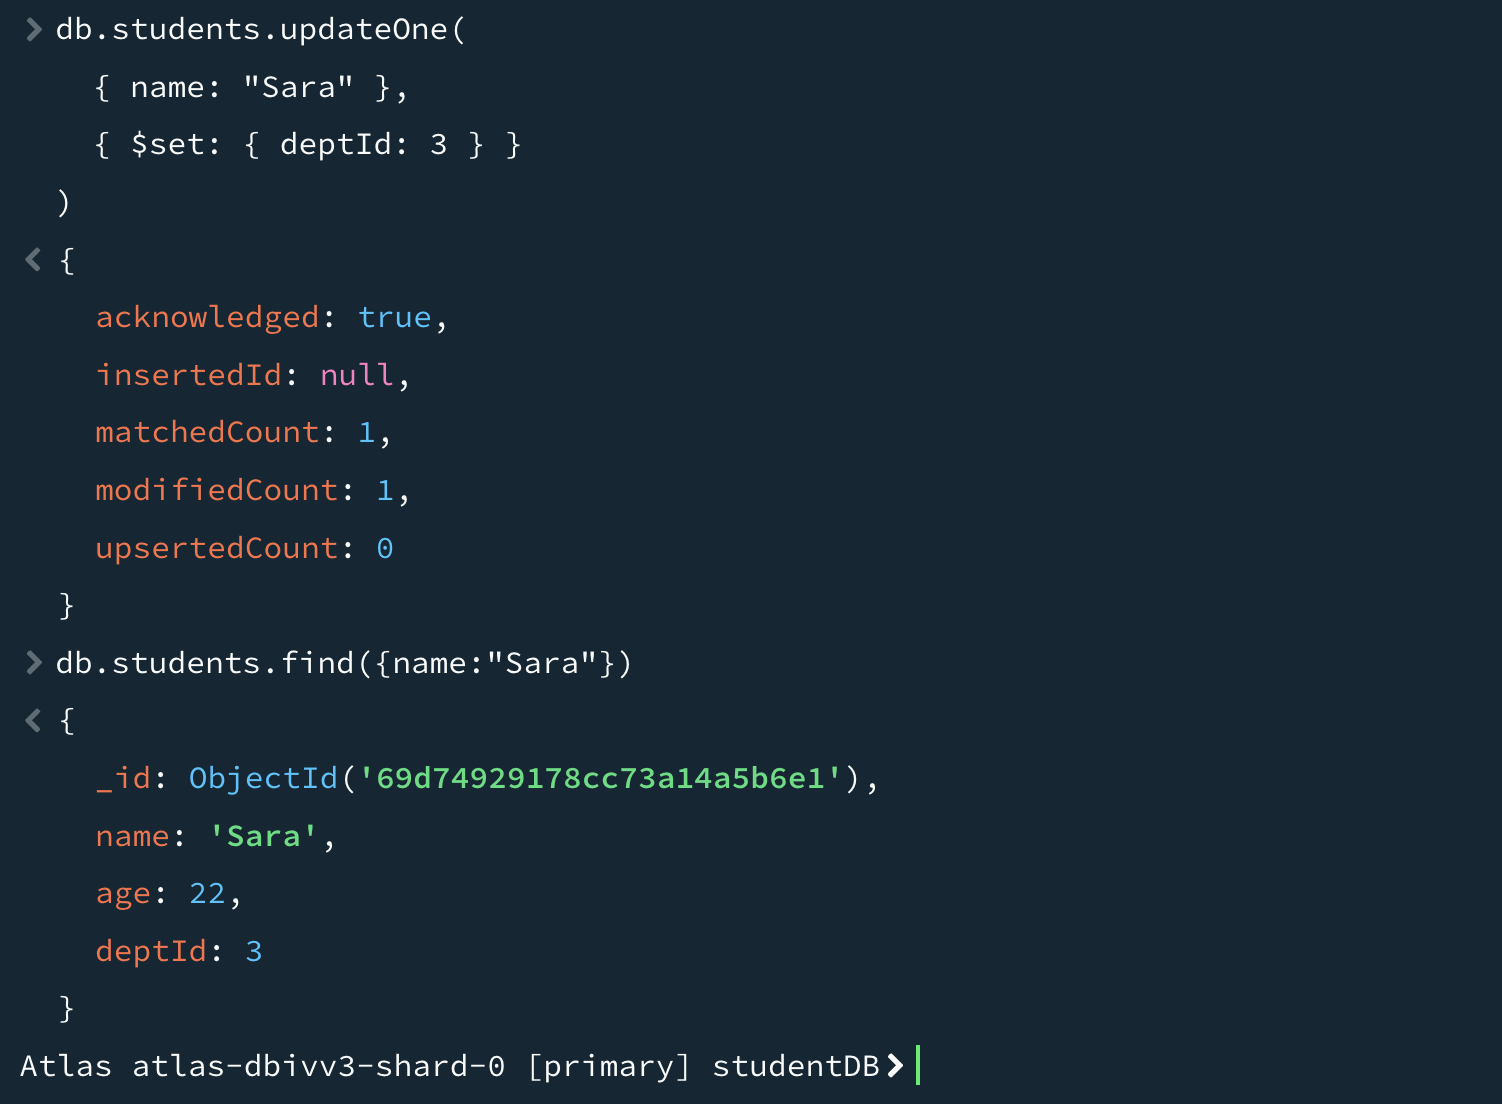 > db.students.updateOne(
{ name: "Sara" },
{ $set: { deptId: 3 } }
)
< {
acknowledged: true,
insertedId: null,
matchedCount: 1,
modifiedCount: 1,
upsertedCount: 0
}
> db.students.find({name:"Sara"})
< {
_id: ObjectId('69d74929178cc73a14a5b6e1'),
name: 'Sara',
age: 22,
deptId: 3
}
Atlas atlas-dbivv3-shard-0 [primary] studentDB>